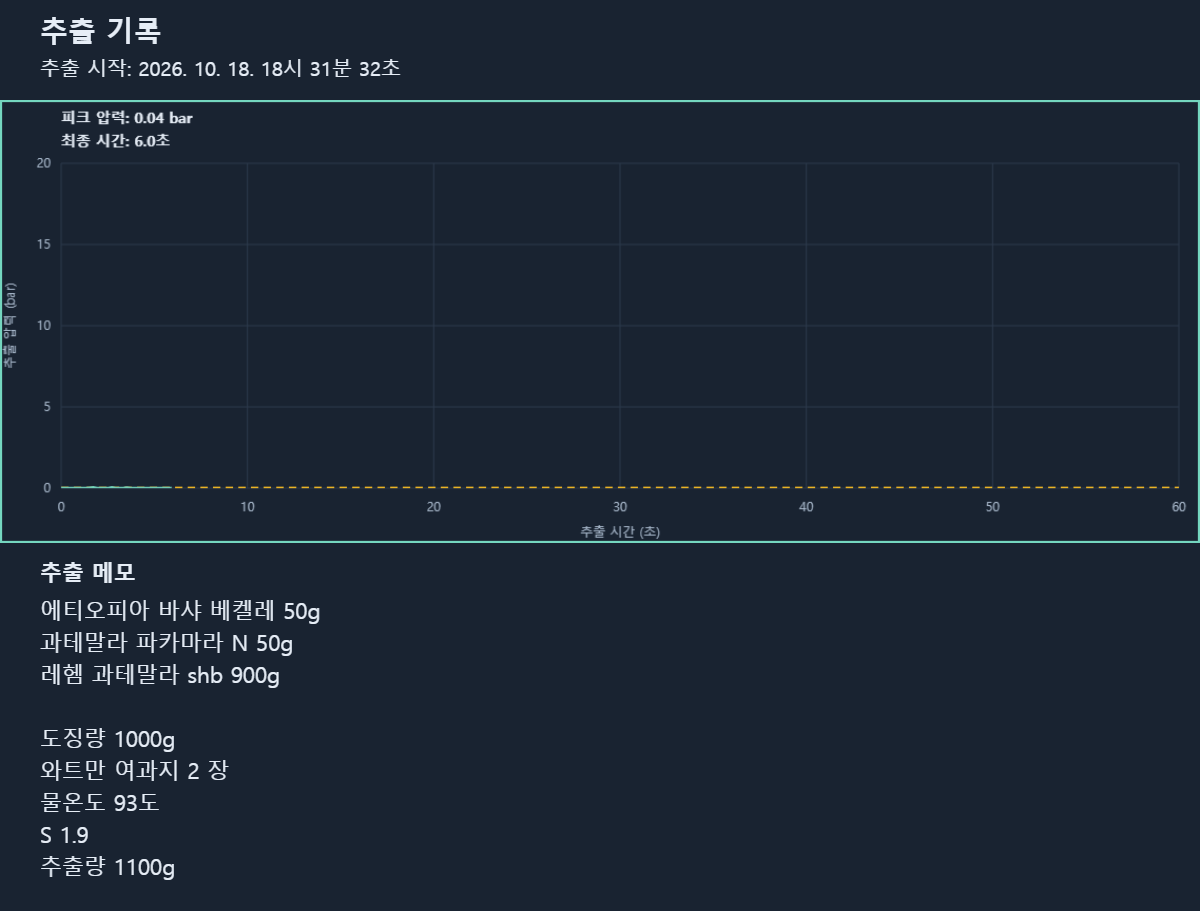 추출 기록
추출 시작: 2026. 10. 18. 18시 31분 32초
피크 압력: 0.04 bar
최종 시간: 6.0초
20
15
10
5
0
추출 압력 (bar)
0 10 20 30 40 50 60
추출 시간 (초)
추출 메모
에티오피아 바샤 베켈레 50g
과테말라 파카마라 N 50g
레헴 과테말라 shb 900g
도징량 1000g
와트만 여과지 2 장
물온도 93도
S 1.9
추출량 1100g